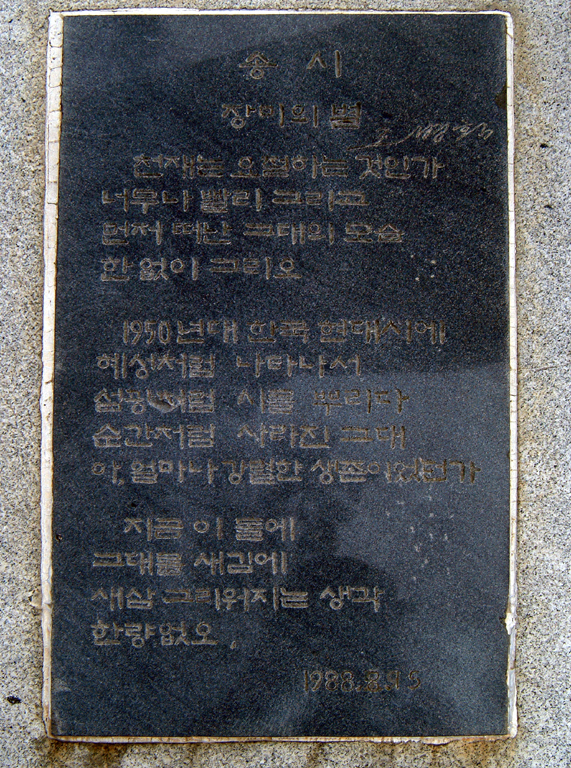 송 시
장미의
천재는 요절하는 것인가
너무나 빨리 그리고
먼저 떠난 그대의 모습
한 없이 그리오
1950년대 한국 현대시에
혜성처럼 나타나서
섬광처럼 시를 뿌리다
순간처럼 사라진 그대
아, 얼마나 강렬한 생존이었던가
지금 이 돌에
그대를 새김에
새삼 그리워지는 생각
한량없오.
1988.